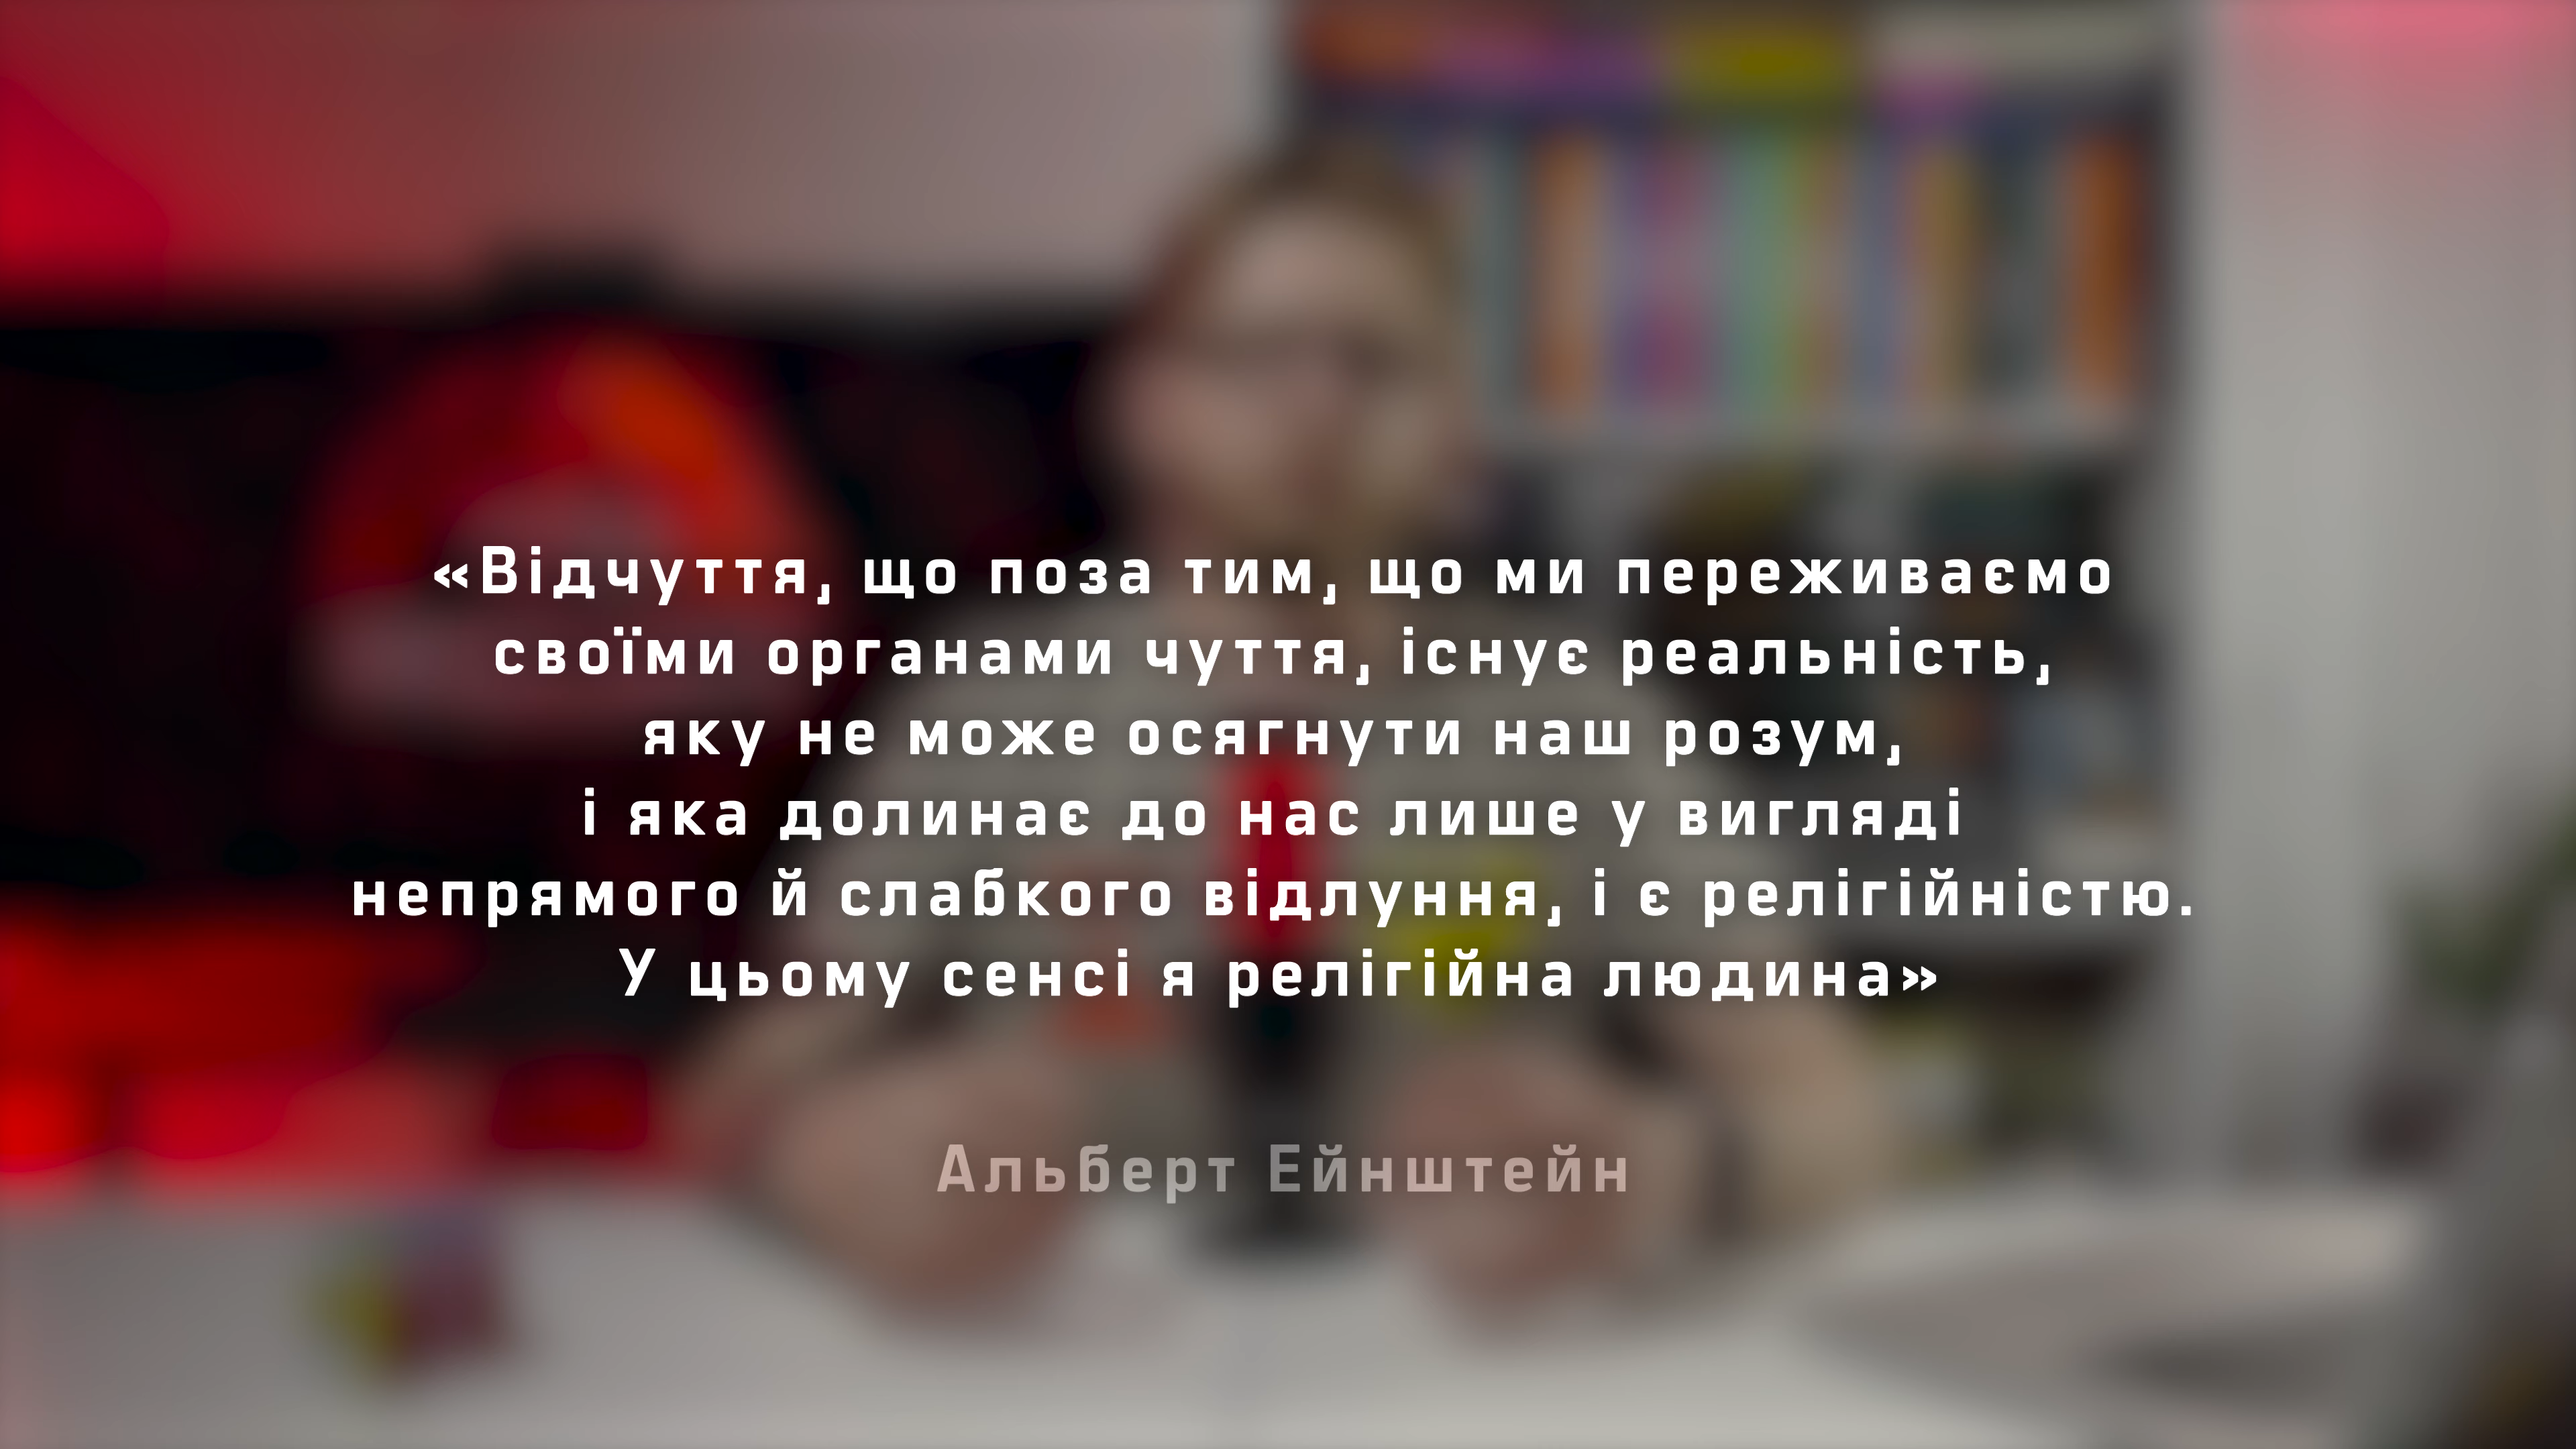 «Відчуття, що поза тим, що ми переживаємо
своїми органами чуття, існує реальність,
яку не може осягнути наш розум,
і яка долинає до нас лише у вигляді
непрямого й слабкого відлуння, і є релігійністю.
У цьому сенсі я релігійна людина»
Альберт Ейнштейн